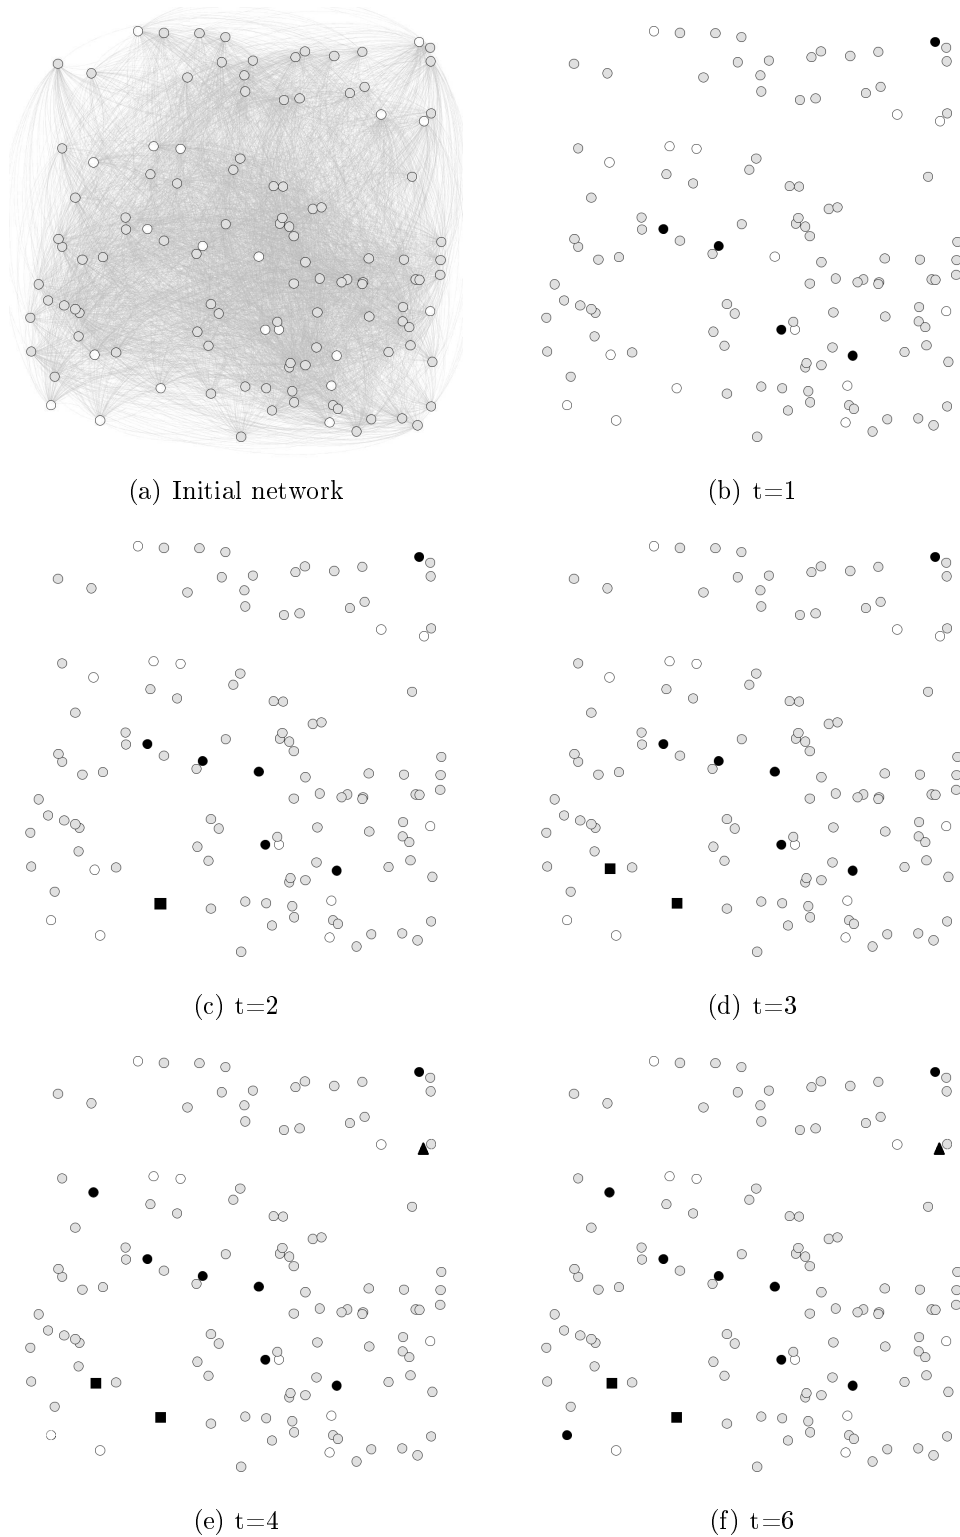 (a) Initial network
(b) t=1
(c) t=2
(d) t=3
(e) t=4
(f) t=6